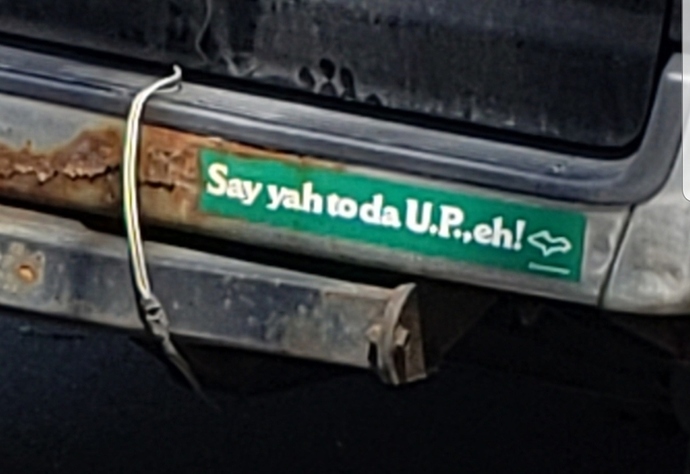 Say yah to da U.P., eh!